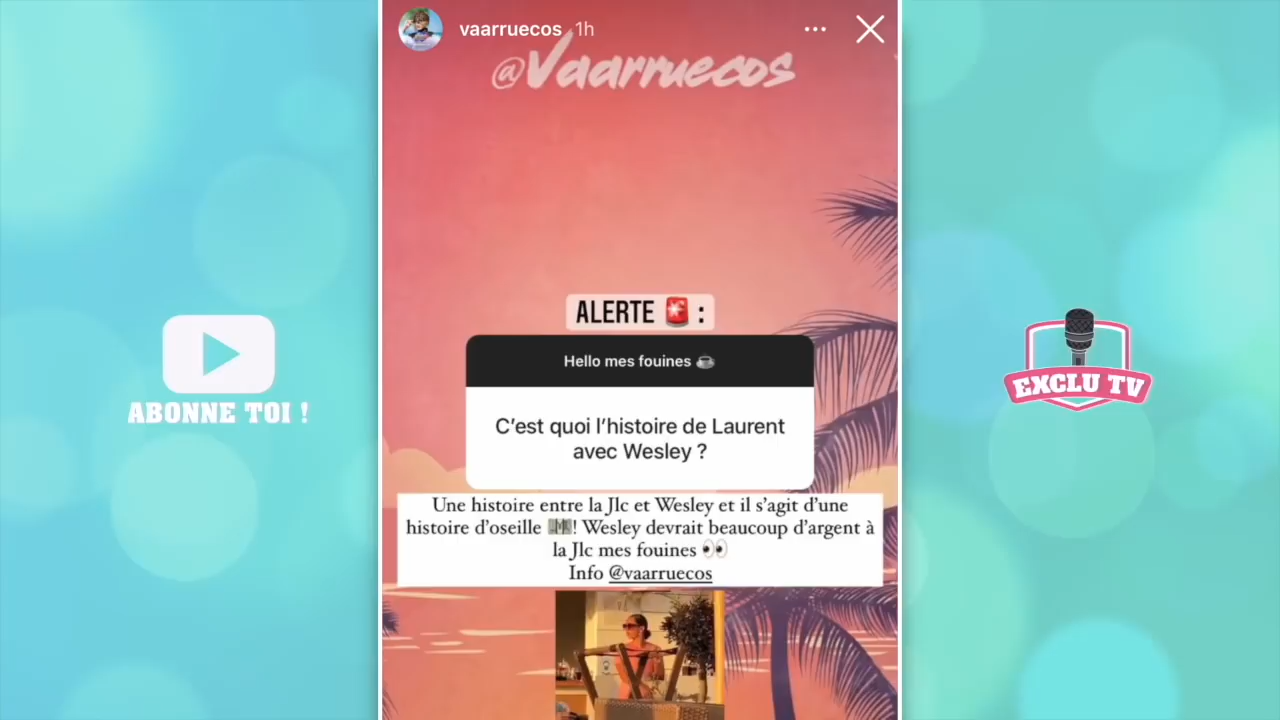 vaarruecos 1h
@Vaarruecos
ALERTE 🚨 :
Hello mes fouines ☕
C'est quoi l'histoire de Laurent
avec Wesley ?
Une histoire entre la Jlc et Wesley et il s'agit d'une
histoire d'oseille 💵! Wesley devrait beaucoup d'argent à
la Jlc mes fouines 👀
Info @vaarruecos
ABONNE TOI !
EXCLU TV